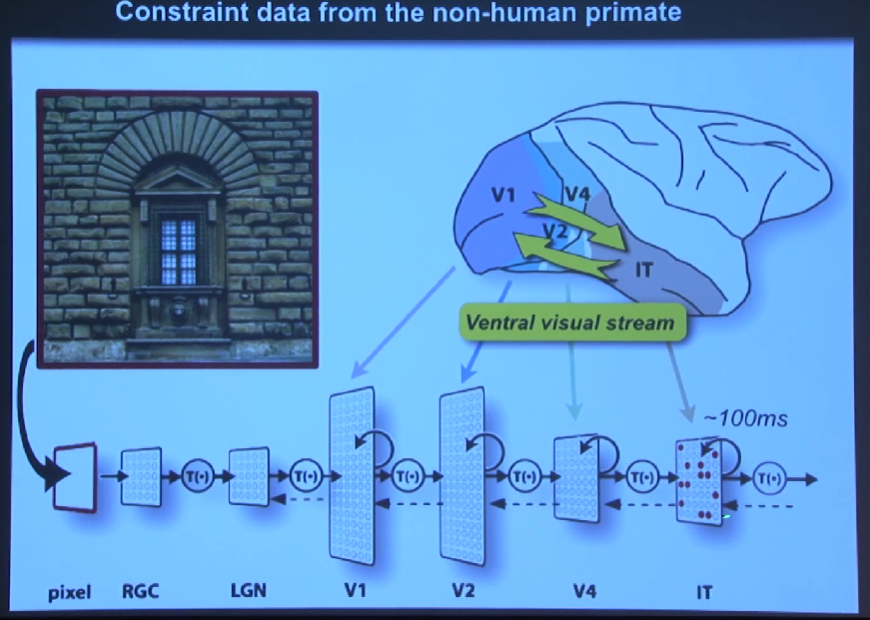 Constraint data from the non-human primate
V1
V4
V2
IT
Ventral visual stream
~100ms
T(•)
T(•)
T(•)
T(•)
T(•)
T(•)
pixel
RGC
LGN
V1
V2
V4
IT